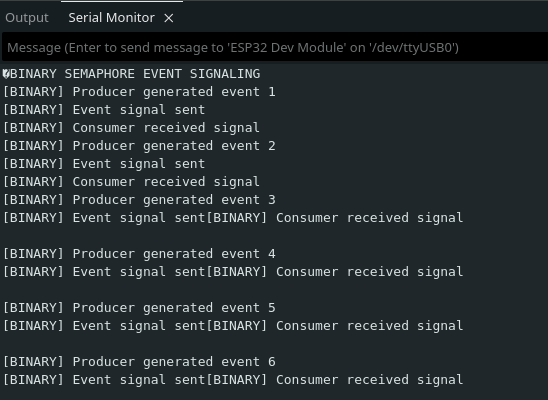 Output Serial Monitor ×
Message (Enter to send message to 'ESP32 Dev Module' on '/dev/ttyUSB0')
BINARY SEMAPHORE EVENT SIGNALING
[BINARY] Producer generated event 1
[BINARY] Event signal sent
[BINARY] Consumer received signal
[BINARY] Producer generated event 2
[BINARY] Event signal sent
[BINARY] Consumer received signal
[BINARY] Producer generated event 3
[BINARY] Event signal sent[BINARY] Consumer received signal
[BINARY] Producer generated event 4
[BINARY] Event signal sent[BINARY] Consumer received signal
[BINARY] Producer generated event 5
[BINARY] Event signal sent[BINARY] Consumer received signal
[BINARY] Producer generated event 6
[BINARY] Event signal sent[BINARY] Consumer received signal